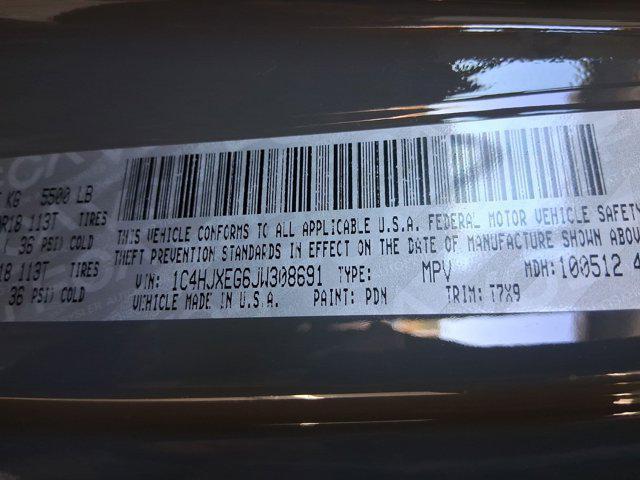 KG 5500 LB
R18 113T TIRES
36 PSI) COLD
R18 113T TIRES
36 PSI) COLD
THIS VEHICLE CONFORMS TO ALL APPLICABLE U.S.A. FEDERAL MOTOR VEHICLE SAFETY
THEFT PREVENTION STANDARDS IN EFFECT ON THE DATE OF MANUFACTURE SHOWN ABOV
VIN: 1C4HJXEG6JW308691 TYPE: MPV MDH: 100512 4
VEHICLE MADE IN U.S.A. PAINT: PDN TRIM: T7X9